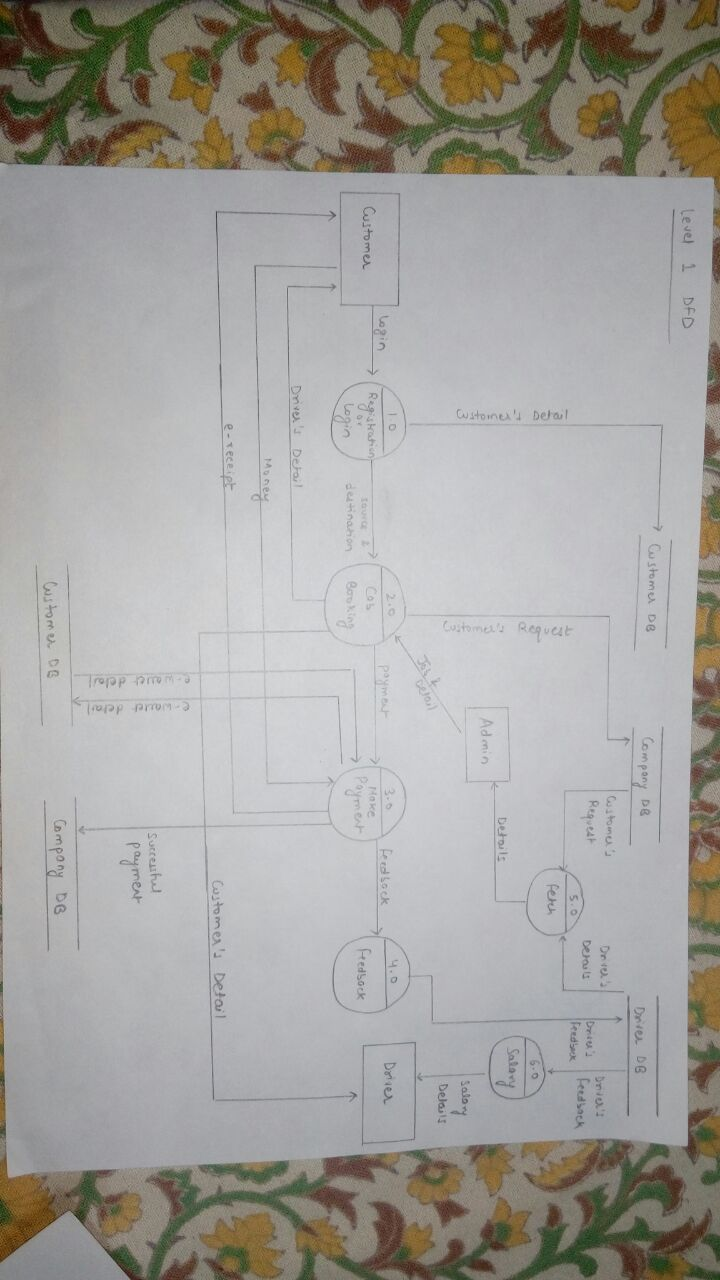 Level 1 DFD
Customer DB
Company DB
Driver DB
Customer's Detail
Customer's Request
Customer's
Request
Driver's
Details
Driver's
Feedback
Driver's
Feedback
5.0
Fetch
6.0
Salary
Details
Admin
Salary
Details
Customer
Login
1.0
Registration
or
Login
source &
destination
2.0
Cab
Booking
payment
3.0
Make
Payment
Feedback
4.0
Feedback
Driver
Driver's Detail
Money
e-receipt
e-wallet detail
e-wallet detail
Successful
payment
Customer's Detail
Customer DB
Company DB